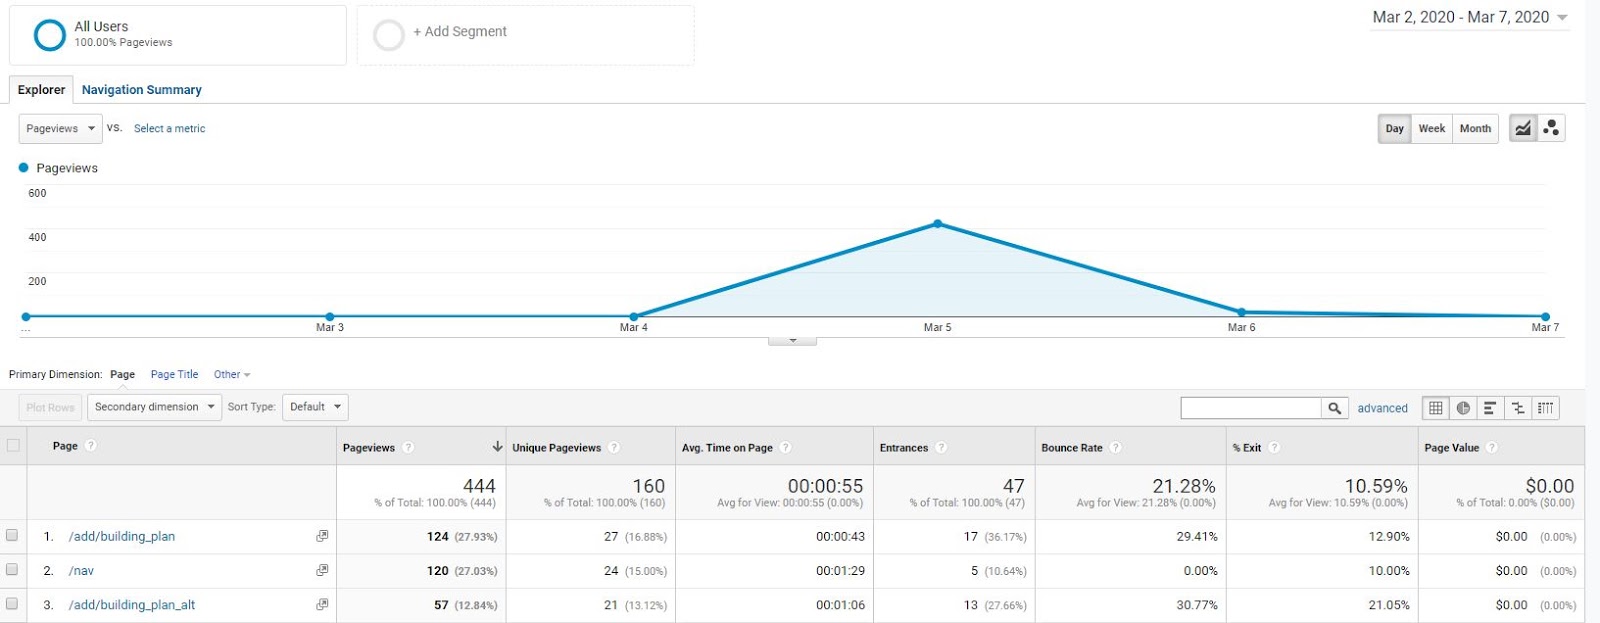 All Users
100.00% Pageviews
+ Add Segment
Mar 2, 2020 - Mar 7, 2020
Explorer Navigation Summary
Pageviews VS. Select a metric
Day Week Month
Pageviews
600
400
200
... Mar 3 Mar 4 Mar 5 Mar 6 Mar 7
Primary Dimension: Page Page Title Other
Plot Rows Secondary dimension Sort Type: Default advanced
Page ? Pageviews ? Unique Pageviews ? Avg. Time on Page ? Entrances ? Bounce Rate ? % Exit ? Page Value ?
444 160 00:00:55 47 21.28% 10.59% $0.00
% of Total: 100.00% (444) % of Total: 100.00% (160) Avg for View: 00:00:55 (0.00%) % of Total: 100.00% (47) Avg for View: 21.28% (0.00%) Avg for View: 10.59% (0.00%) % of Total: 0.00% ($0.00)
1. /add/building_plan 124 (27.93%) 27 (16.88%) 00:00:43 17 (36.17%) 29.41% 12.90% $0.00 (0.00%)
2. /nav 120 (27.03%) 24 (15.00%) 00:01:29 5 (10.64%) 0.00% 10.00% $0.00 (0.00%)
3. /add/building_plan_alt 57 (12.84%) 21 (13.12%) 00:01:06 13 (27.66%) 30.77% 21.05% $0.00 (0.00%)